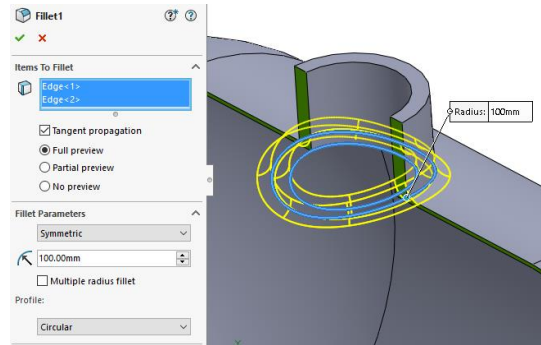 Fillet1
Items To Fillet
Edge<1>
Edge<2>
Tangent propagation
Full preview
Partial preview
No preview
Fillet Parameters
Symmetric
100.00mm
Multiple radius fillet
Profile:
Circular
Radius: 100mm